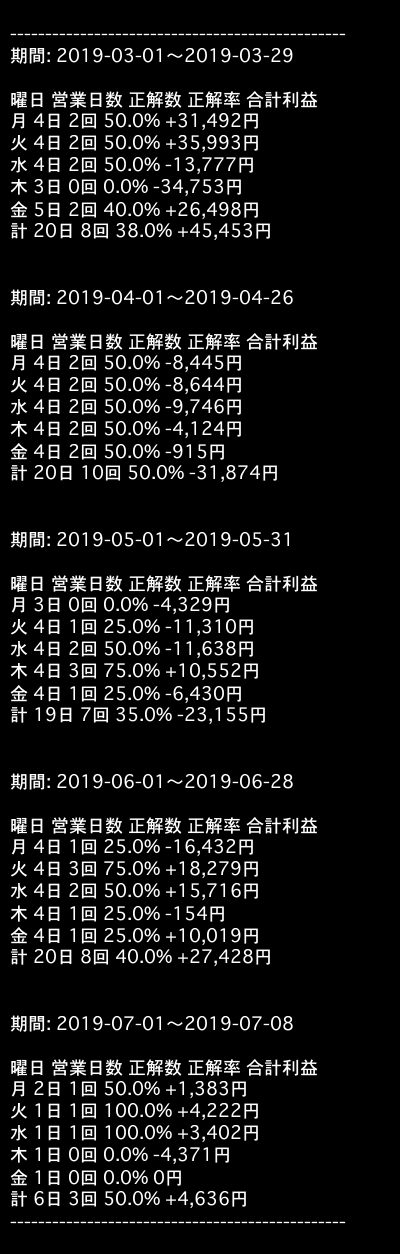 ------------------------------------------------
期間: 2019-03-01〜2019-03-29
曜日 営業日数 正解数 正解率 合計利益
月 4日 2回 50.0% +31,492円
火 4日 2回 50.0% +35,993円
水 4日 2回 50.0% -13,777円
木 3日 0回 0.0% -34,753円
金 5日 2回 40.0% +26,498円
計 20日 8回 38.0% +45,453円
期間: 2019-04-01〜2019-04-26
曜日 営業日数 正解数 正解率 合計利益
月 4日 2回 50.0% -8,445円
火 4日 2回 50.0% -8,644円
水 4日 2回 50.0% -9,746円
木 4日 2回 50.0% -4,124円
金 4日 2回 50.0% -915円
計 20日 10回 50.0% -31,874円
期間: 2019-05-01〜2019-05-31
曜日 営業日数 正解数 正解率 合計利益
月 3日 0回 0.0% -4,329円
火 4日 1回 25.0% -11,310円
水 4日 2回 50.0% -11,638円
木 4日 3回 75.0% +10,552円
金 4日 1回 25.0% -6,430円
計 19日 7回 35.0% -23,155円
期間: 2019-06-01〜2019-06-28
曜日 営業日数 正解数 正解率 合計利益
月 4日 1回 25.0% -16,432円
火 4日 3回 75.0% +18,279円
水 4日 2回 50.0% +15,716円
木 4日 1回 25.0% -154円
金 4日 1回 25.0% +10,019円
計 20日 8回 40.0% +27,428円
期間: 2019-07-01〜2019-07-08
曜日 営業日数 正解数 正解率 合計利益
月 2日 1回 50.0% +1,383円
火 1日 1回 100.0% +4,222円
水 1日 1回 100.0% +3,402円
木 1日 0回 0.0% -4,371円
金 1日 0回 0.0% 0円
計 6日 3回 50.0% +4,636円
------------------------------------------------